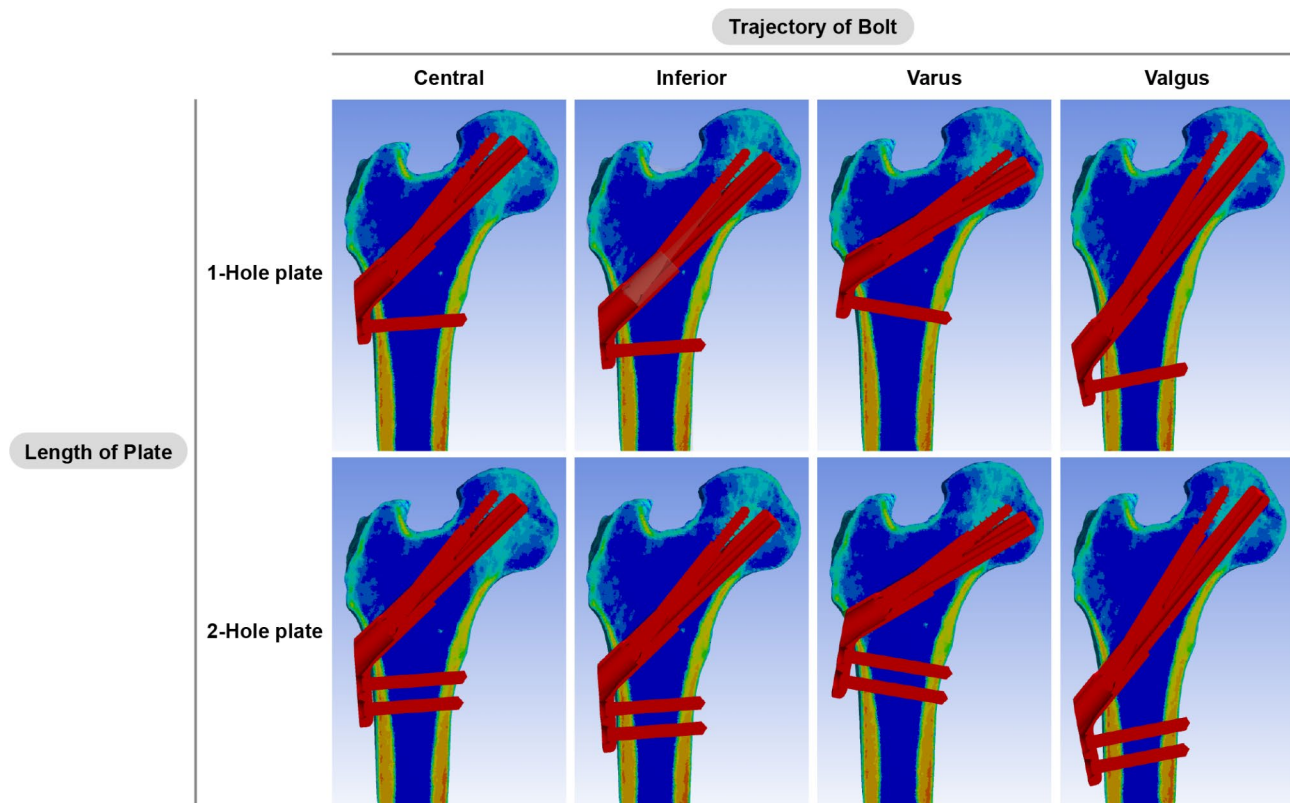 Trajectory of Bolt
Central Inferior Varus Valgus
1-Hole plate
Length of Plate
2-Hole plate